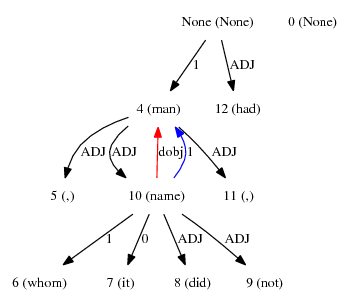 None (None) 0 (None)
1 ADJ
4 (man) 12 (had)
ADJ ADJ dobj 1 ADJ
5 (,) 10 (name) 11 (,)
1 0 ADJ ADJ
6 (whom) 7 (it) 8 (did) 9 (not)